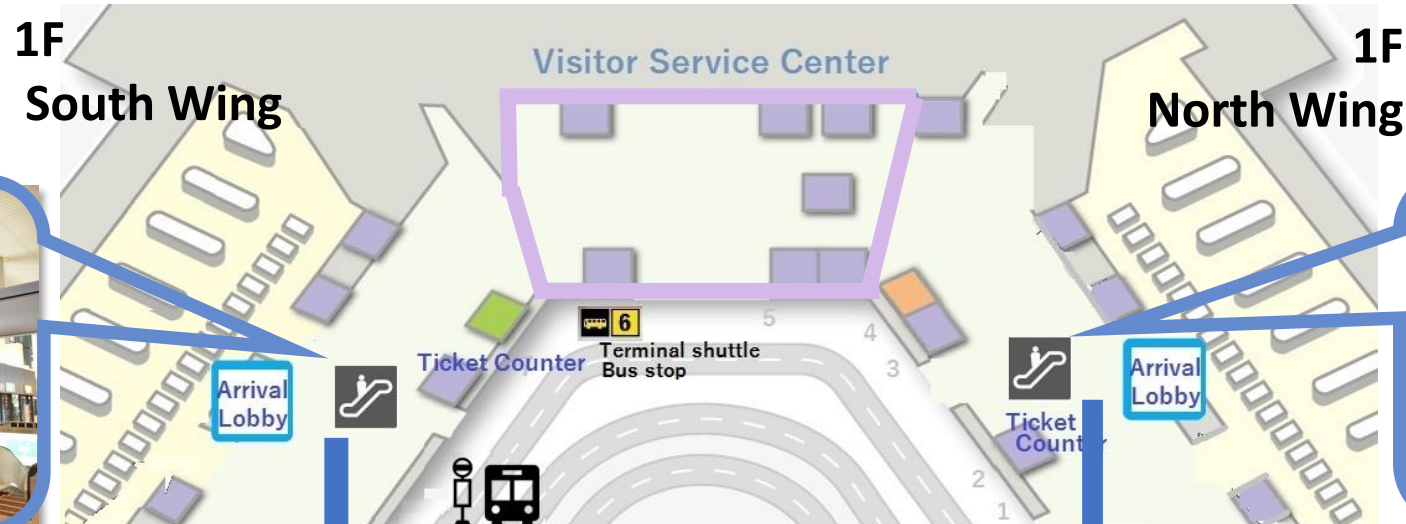 1F
South Wing
Visitor Service Center
1F
North Wing
6
Terminal shuttle
Bus stop
5
4
3
2
1
Ticket Counter
Arrival
Lobby
Arrival
Lobby
Ticket
Counter